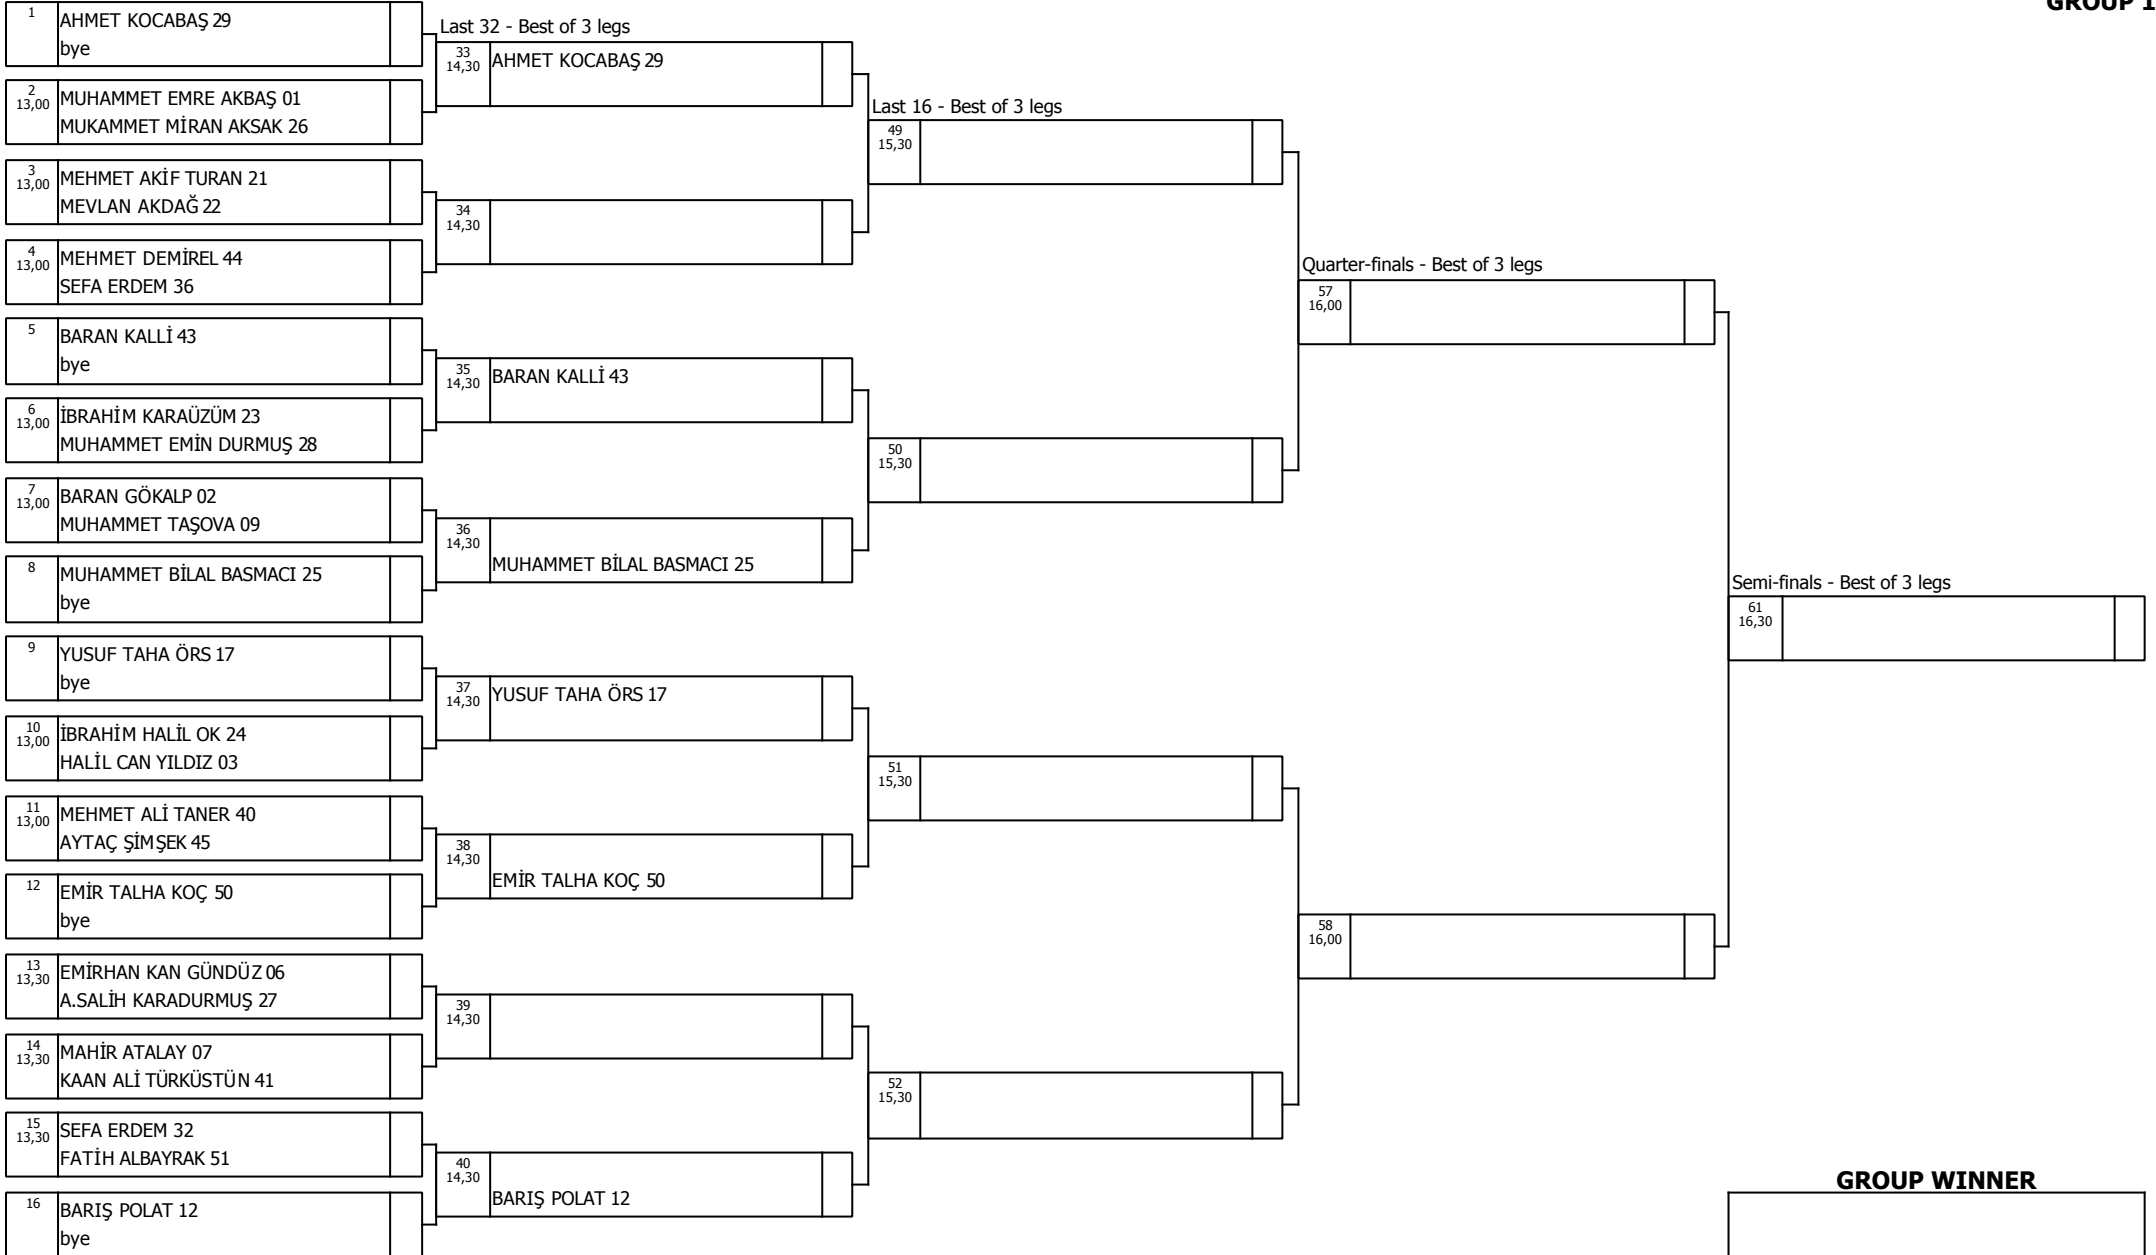 GROUP 1
1
AHMET KOCABAŞ 29
bye
2
13,00
MUHAMMET EMRE AKBAŞ 01
MUKAMMET MİRAN AKSAK 26
3
13,00
MEHMET AKİF TURAN 21
MEVLAN AKDAĞ 22
4
13,00
MEHMET DEMİREL 44
SEFA ERDEM 36
5
BARAN KALLİ 43
bye
6
13,00
İBRAHİM KARAÜZÜM 23
MUHAMMET EMİN DURMUŞ 28
7
13,00
BARAN GÖKALP 02
MUHAMMET TAŞOVA 09
8
MUHAMMET BİLAL BASMACI 25
bye
9
YUSUF TAHA ÖRS 17
bye
10
13,00
İBRAHİM HALİL OK 24
HALİL CAN YILDIZ 03
11
13,00
MEHMET ALİ TANER 40
AYTAÇ ŞİMŞEK 45
12
EMİR TALHA KOÇ 50
bye
13
13,30
EMİRHAN KAN GÜNDÜZ 06
A.SALİH KARADURMUŞ 27
14
13,30
MAHİR ATALAY 07
KAAN ALİ TÜRKÜSTÜN 41
15
13,30
SEFA ERDEM 32
FATİH ALBAYRAK 51
16
BARIŞ POLAT 12
bye
Last 32 - Best of 3 legs
33
14,30
AHMET KOCABAŞ 29
34
14,30
35
14,30
BARAN KALLİ 43
36
14,30
MUHAMMET BİLAL BASMACI 25
37
14,30
YUSUF TAHA ÖRS 17
38
14,30
EMİR TALHA KOÇ 50
39
14,30
40
14,30
BARIŞ POLAT 12
Last 16 - Best of 3 legs
49
15,30
50
15,30
51
15,30
52
15,30
Quarter-finals - Best of 3 legs
57
16,00
58
16,00
Semi-finals - Best of 3 legs
61
16,30
GROUP WINNER